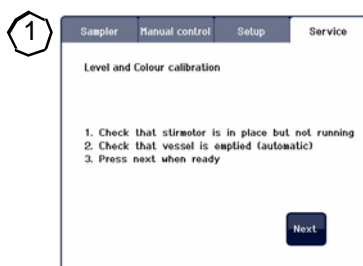 1
Sampler Manual control Setup Service
Level and Colour calibration
1. Check that stirmotor is in place but not running
2. Check that vessel is emptied (automatic)
3. Press next when ready
Next